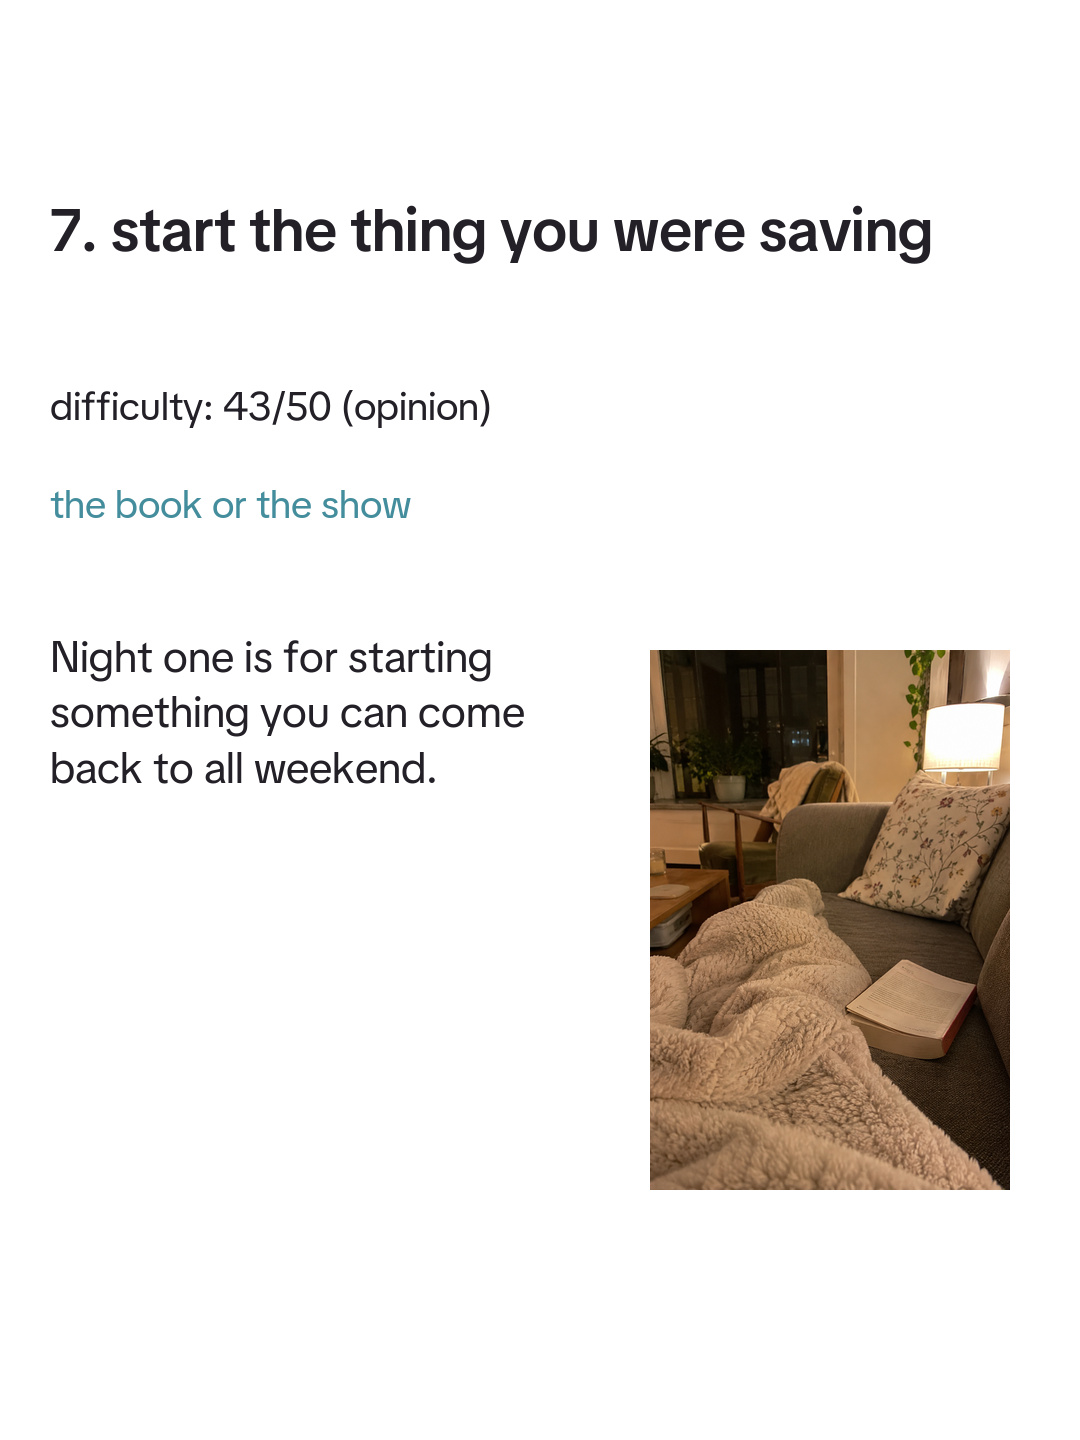 7. start the thing you were saving
difficulty: 43/50 (opinion)
the book or the show
Night one is for starting
something you can come
back to all weekend.